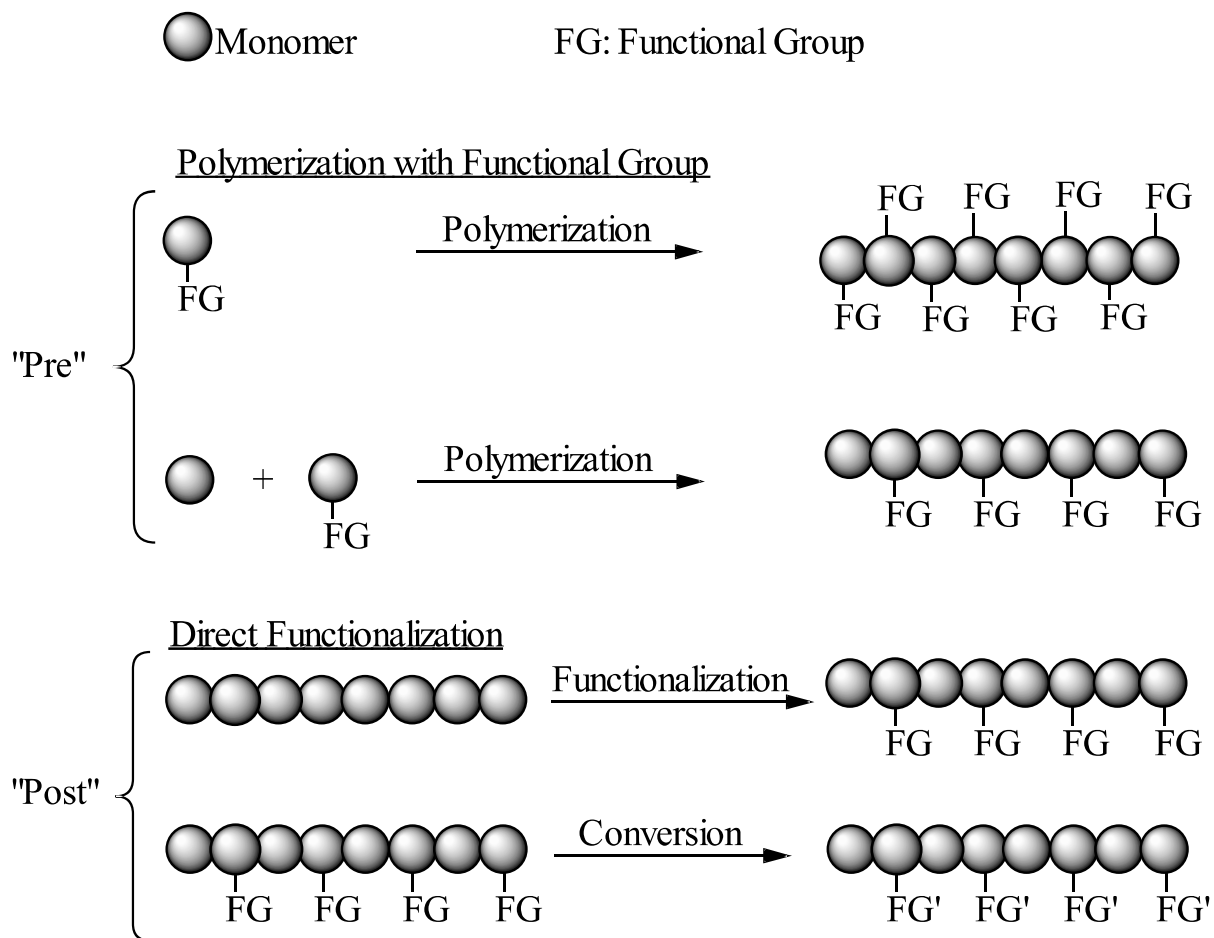 Monomer
FG: Functional Group
Polymerization with Functional Group
FG FG FG FG
Polymerization
FG
FG FG FG FG
"Pre"
Polymerization
+
FG
FG FG FG FG
Direct Functionalization
Functionalization
FG FG FG FG
"Post"
Conversion
FG FG FG FG
FG' FG' FG' FG'